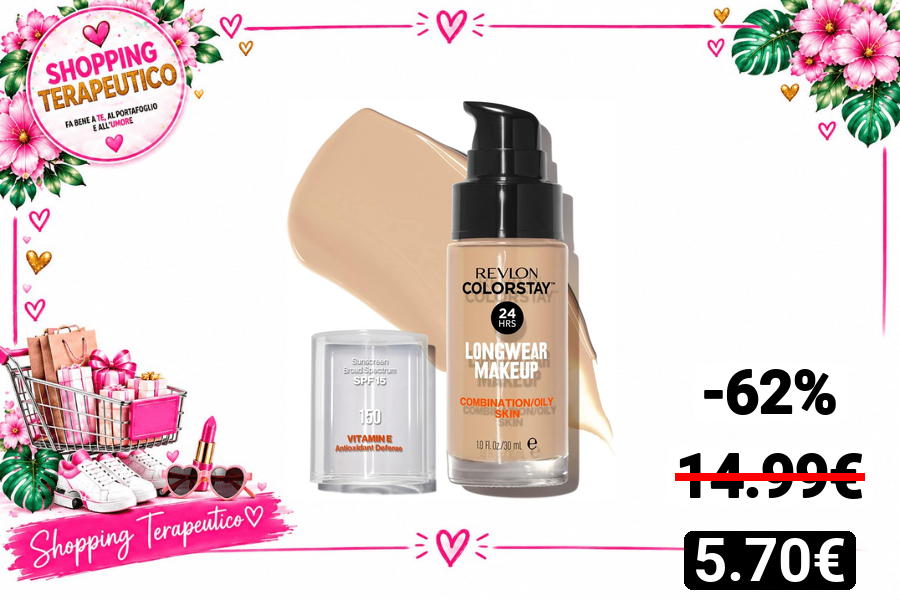 SHOPPING
TERAPEUTICO
FA BENE A TE, AL PORTAFOGLIO
E ALL'UMORE
REVLON
COLORSTAY™
24
HRS
LONGWEAR
MAKEUP
COMBINATION/OILY
SKIN
1.0 Fl. Oz./30 mL e
Sunscreen
Broad Spectrum
SPF 15
150
VITAMIN E
Antioxidant Defense
-62%
14.99€
5.70€
Shopping Terapeutico